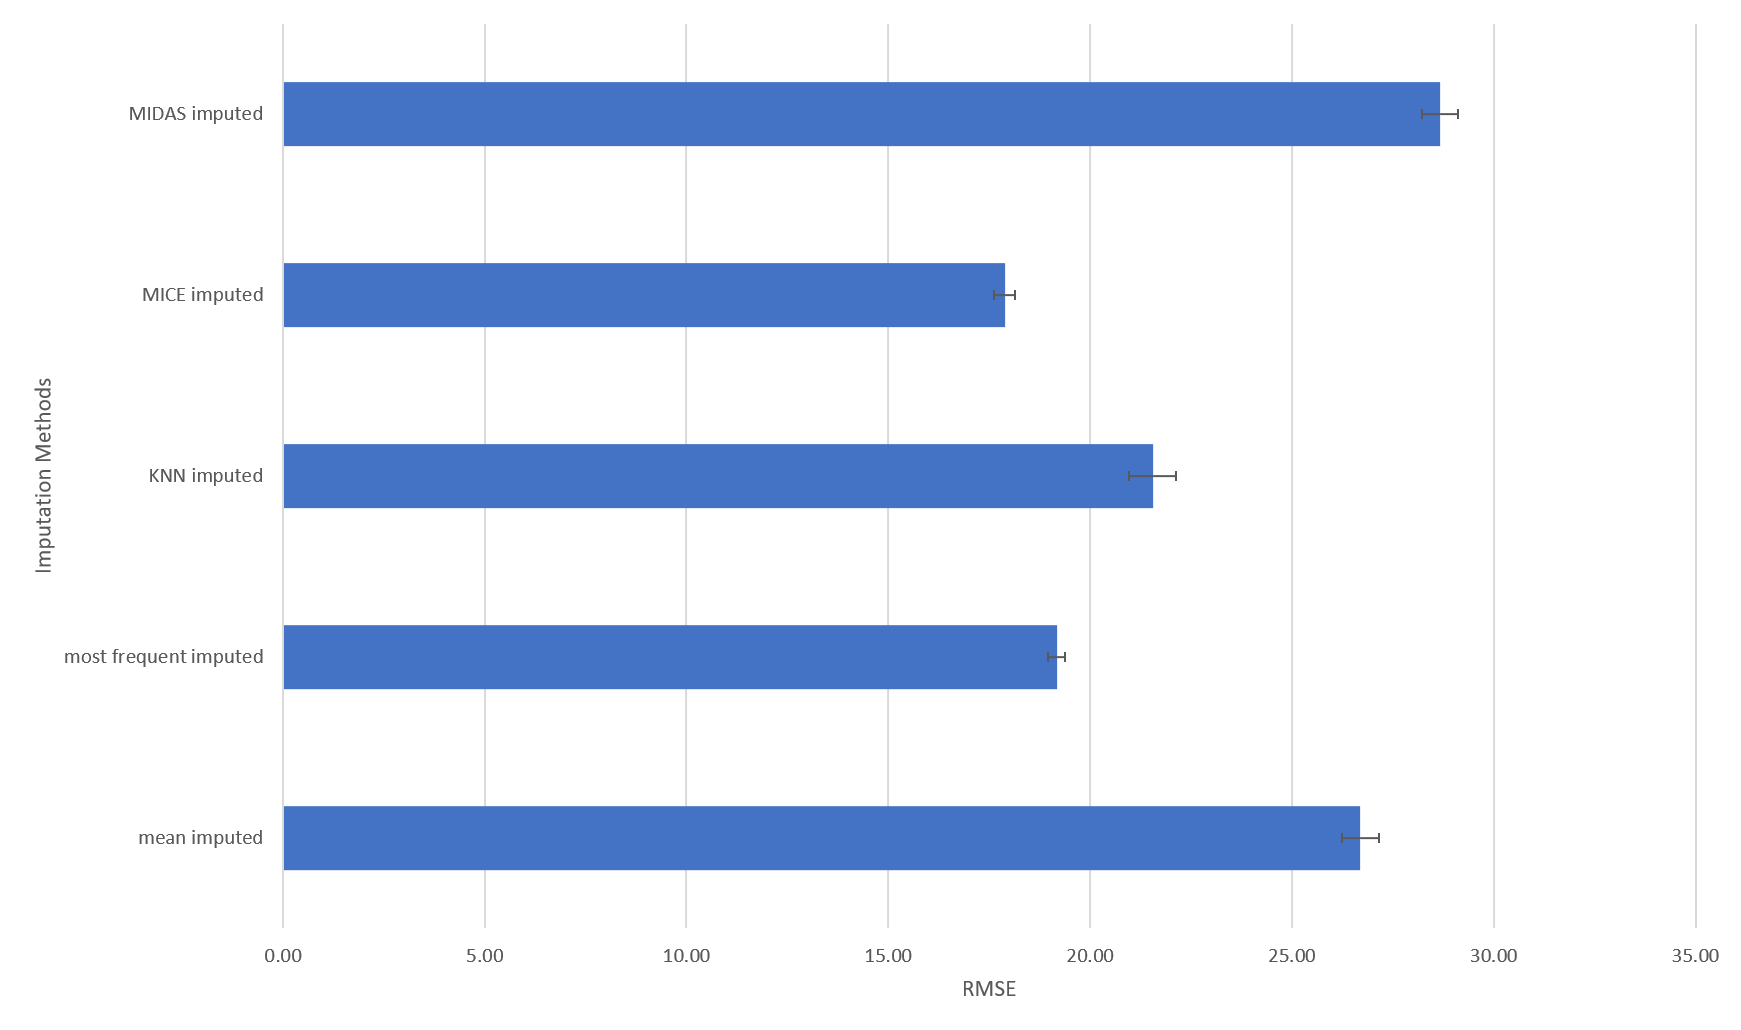 MIDAS imputed
MICE imputed
KNN imputed
most frequent imputed
mean imputed
Imputation Methods
0.00 5.00 10.00 15.00 20.00 25.00 30.00 35.00
RMSE